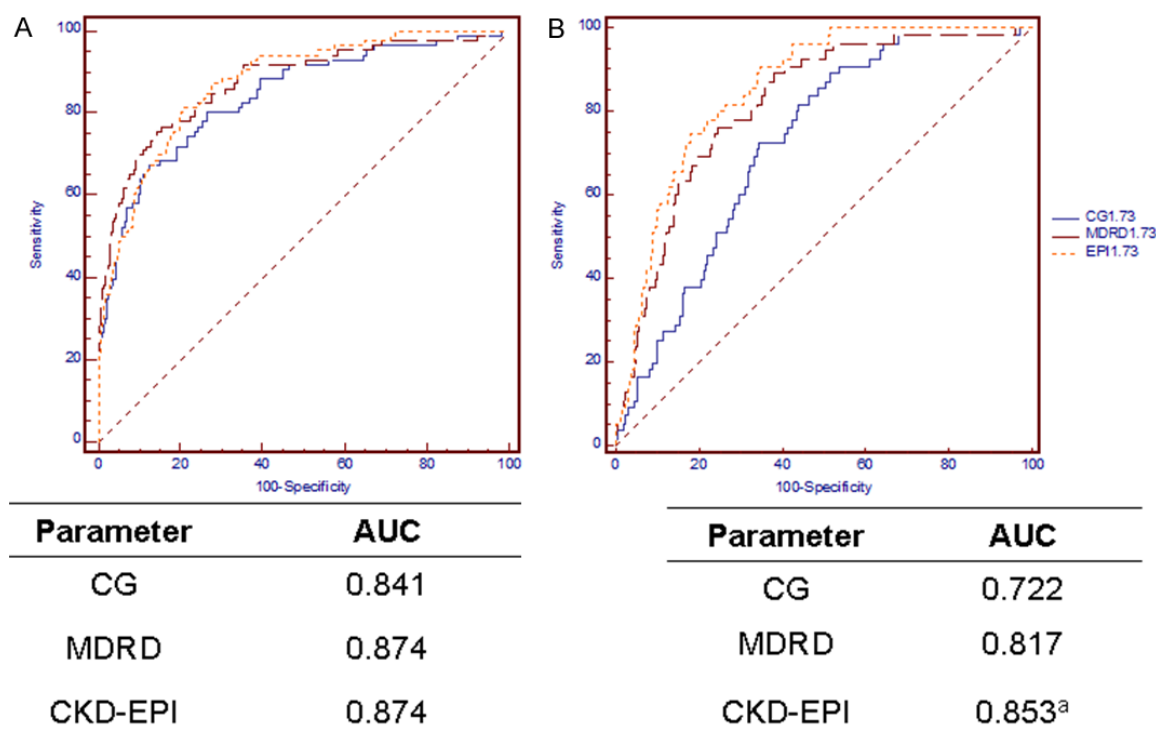 A
100
80
60
40
20
0
Sensitivity
0 20 40 60 80 100
100-Specificity
Parameter AUC
CG 0.841
MDRD 0.874
CKD-EPI 0.874
B
100
80
60
40
20
0
Sensitivity
0 20 40 60 80 100
100-Specificity
CG1.73
MDRD1.73
EPI1.73
Parameter AUC
CG 0.722
MDRD 0.817
CKD-EPI 0.853ᵃ